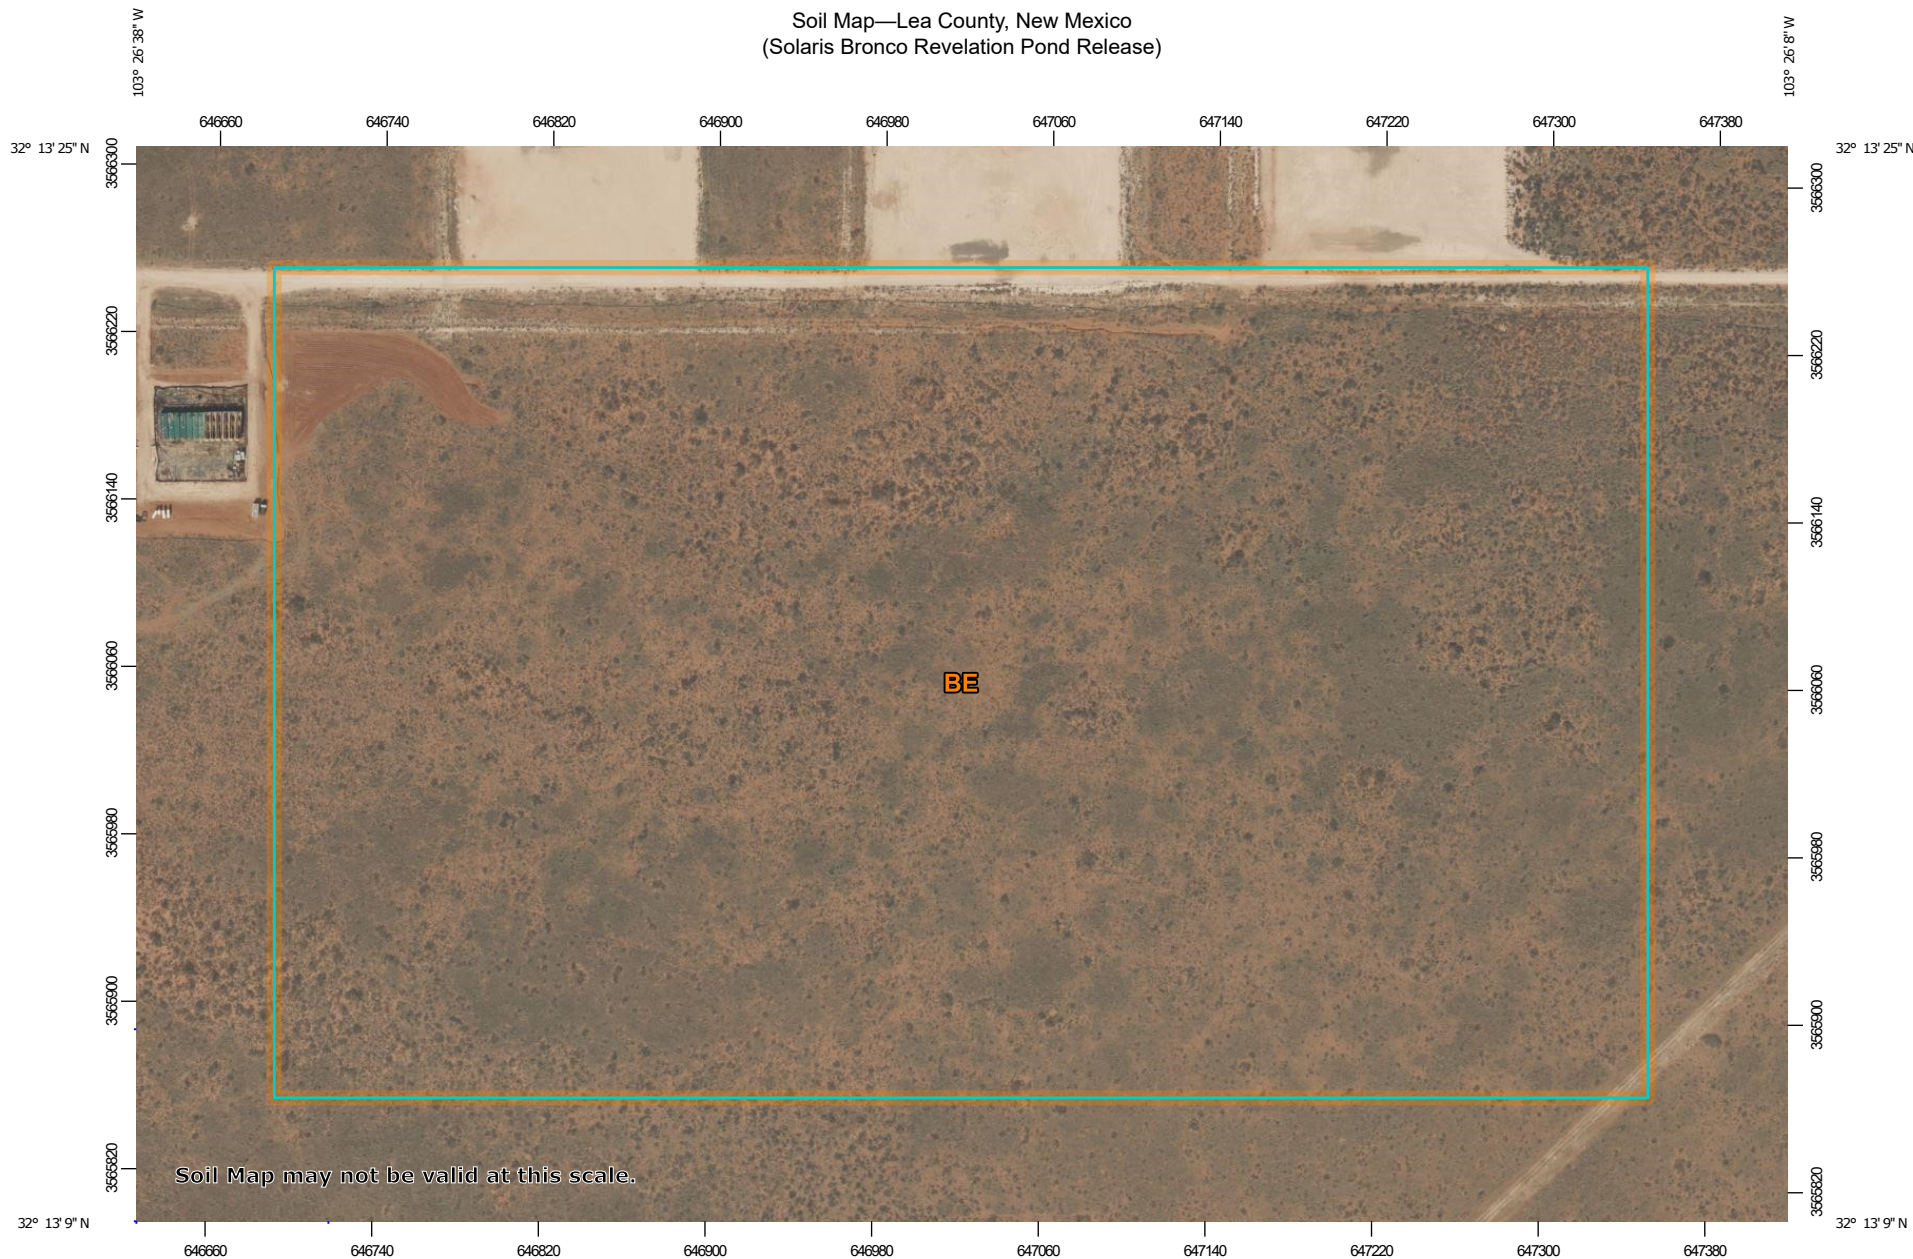 Soil Map—Lea County, New Mexico
(Solaris Bronco Revelation Pond Release)
103° 26' 38'' W
103° 26' 8'' W
646660 646740 646820 646900 646980 647060 647140 647220 647300 647380
32° 13' 25'' N
32° 13' 25'' N
3566300
3566220
3566140
3566060
3565980
3565900
3565820
3566300
3566220
3566140
3566060
3565980
3565900
3565820
BE
Soil Map may not be valid at this scale.
32° 13' 9'' N
32° 13' 9'' N
646660 646740 646820 646900 646980 647060 647140 647220 647300 647380